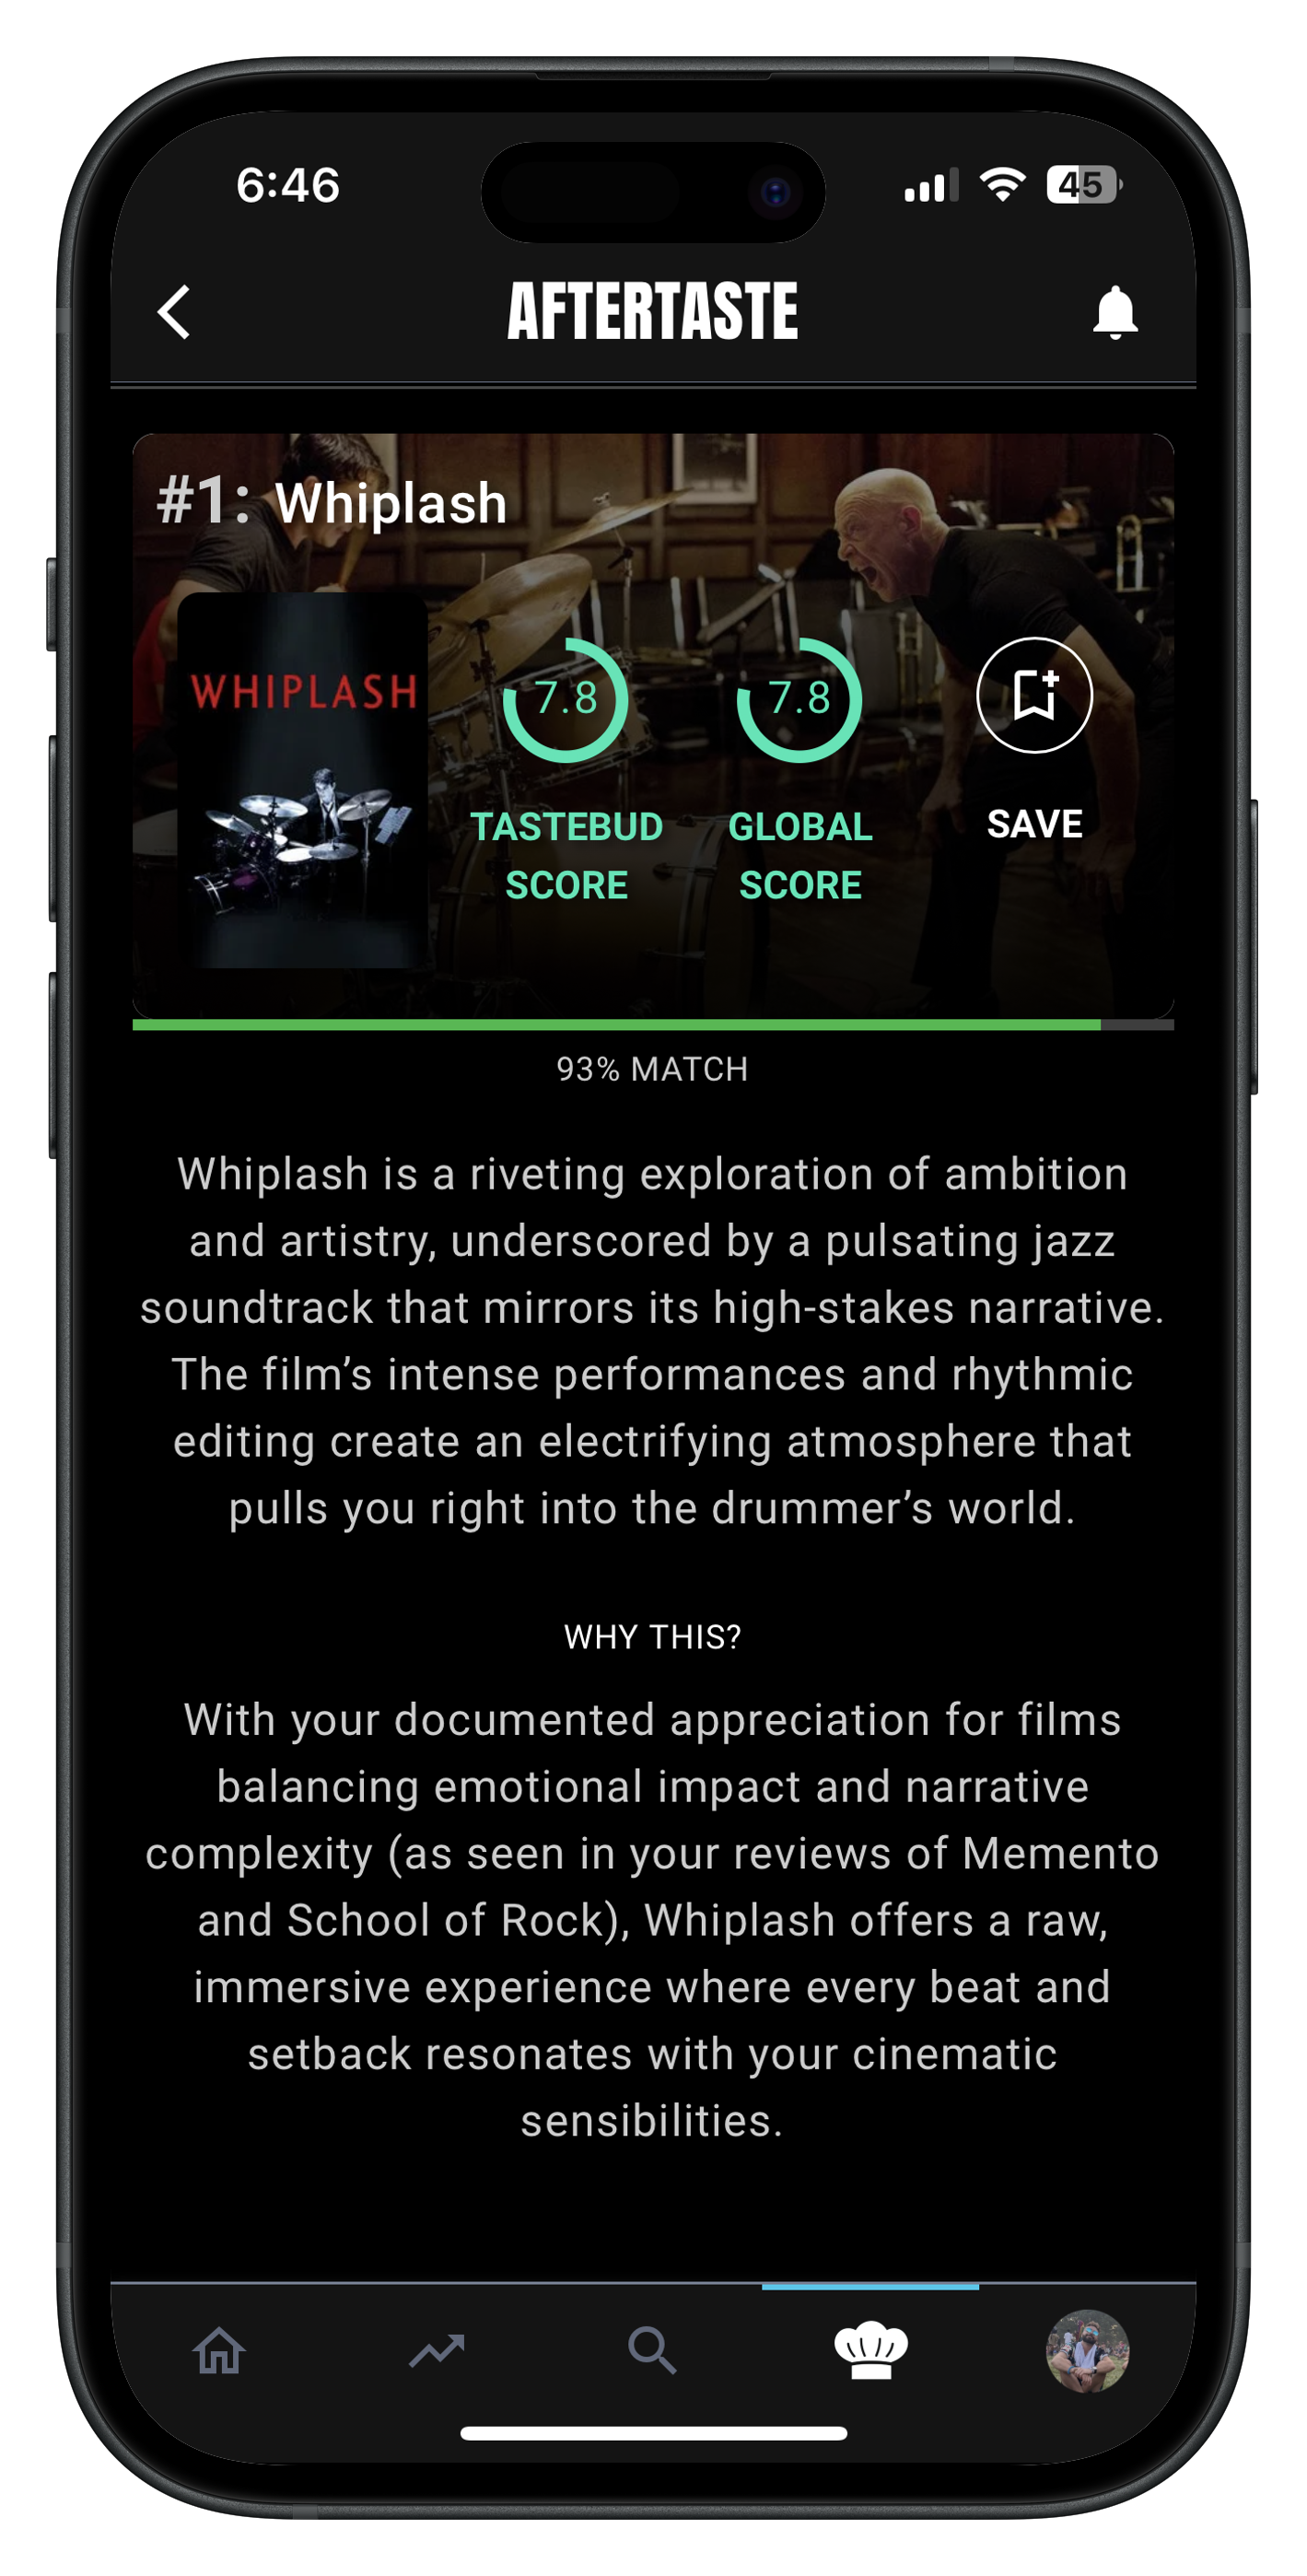 6:46
45
AFTERTASTE
#1: Whiplash
WHIPLASH
7.8
7.8
TASTEBUD
SCORE
GLOBAL
SCORE
SAVE
93% MATCH
Whiplash is a riveting exploration of ambition
and artistry, underscored by a pulsating jazz
soundtrack that mirrors its high-stakes narrative.
The film’s intense performances and rhythmic
editing create an electrifying atmosphere that
pulls you right into the drummer’s world.
WHY THIS?
With your documented appreciation for films
balancing emotional impact and narrative
complexity (as seen in your reviews of Memento
and School of Rock), Whiplash offers a raw,
immersive experience where every beat and
setback resonates with your cinematic
sensibilities.